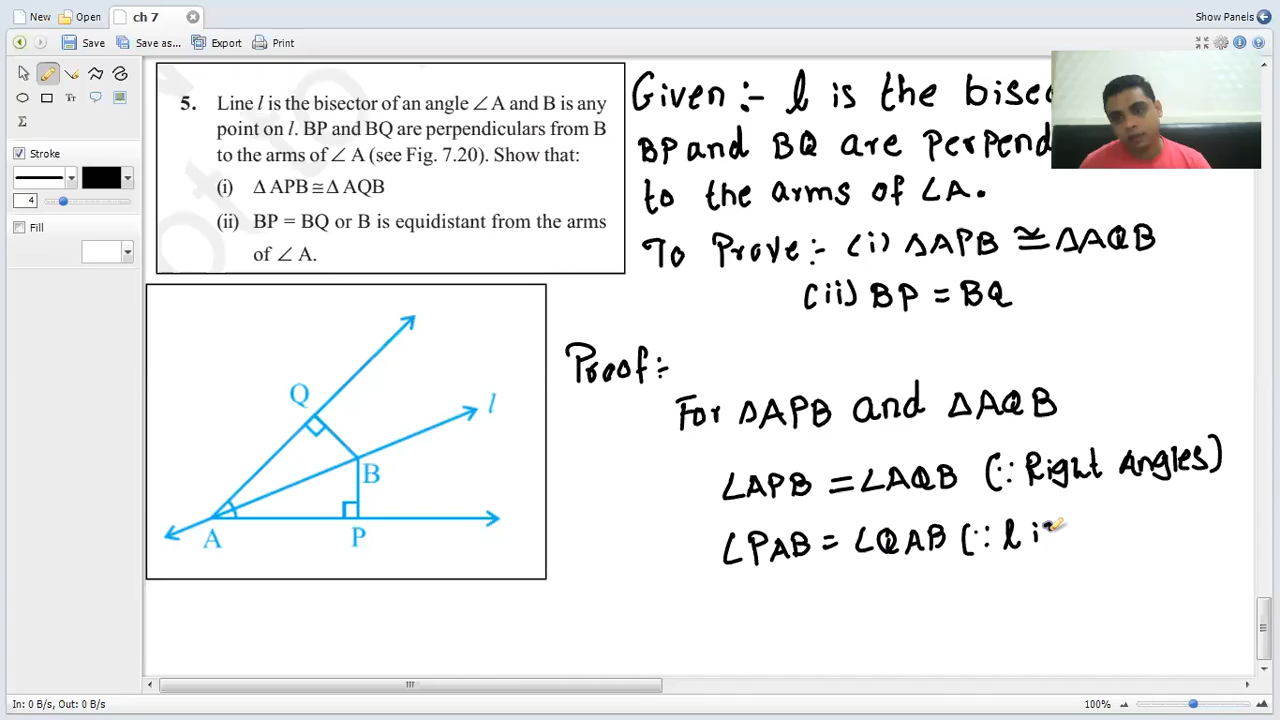 New Open ch 7 Show Panels
Save Save as... Export Print
Stroke
4
Fill
5. Line l is the bisector of an angle ∠ A and B is any
point on l. BP and BQ are perpendiculars from B
to the arms of ∠ A (see Fig. 7.20). Show that:
(i) Δ APB ≅ Δ AQB
(ii) BP = BQ or B is equidistant from the arms
of ∠ A.
Given :- l is the bisec
BP and BQ are perpend
to the arms of ∠A.
To Prove :- (i) ΔAPB ≅ ΔAQB
(ii) BP = BQ
Q
l
B
A
P
Proof :-
For ΔAPB and ΔAQB
∠APB = ∠AQB (∵ Right Angles)
∠PAB = ∠QAB (∵ l i
In: 0 B/s, Out: 0 B/s 100%